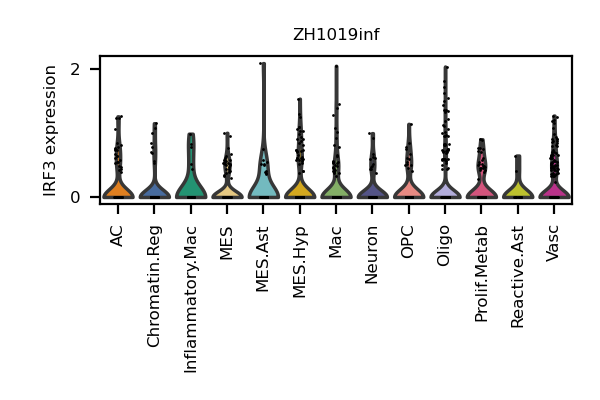 ZH1019inf
IRF3 expression
2
0
AC
Chromatin.Reg
Inflammatory.Mac
MES
MES.Ast
MES.Hyp
Mac
Neuron
OPC
Oligo
Prolif.Metab
Reactive.Ast
Vasc